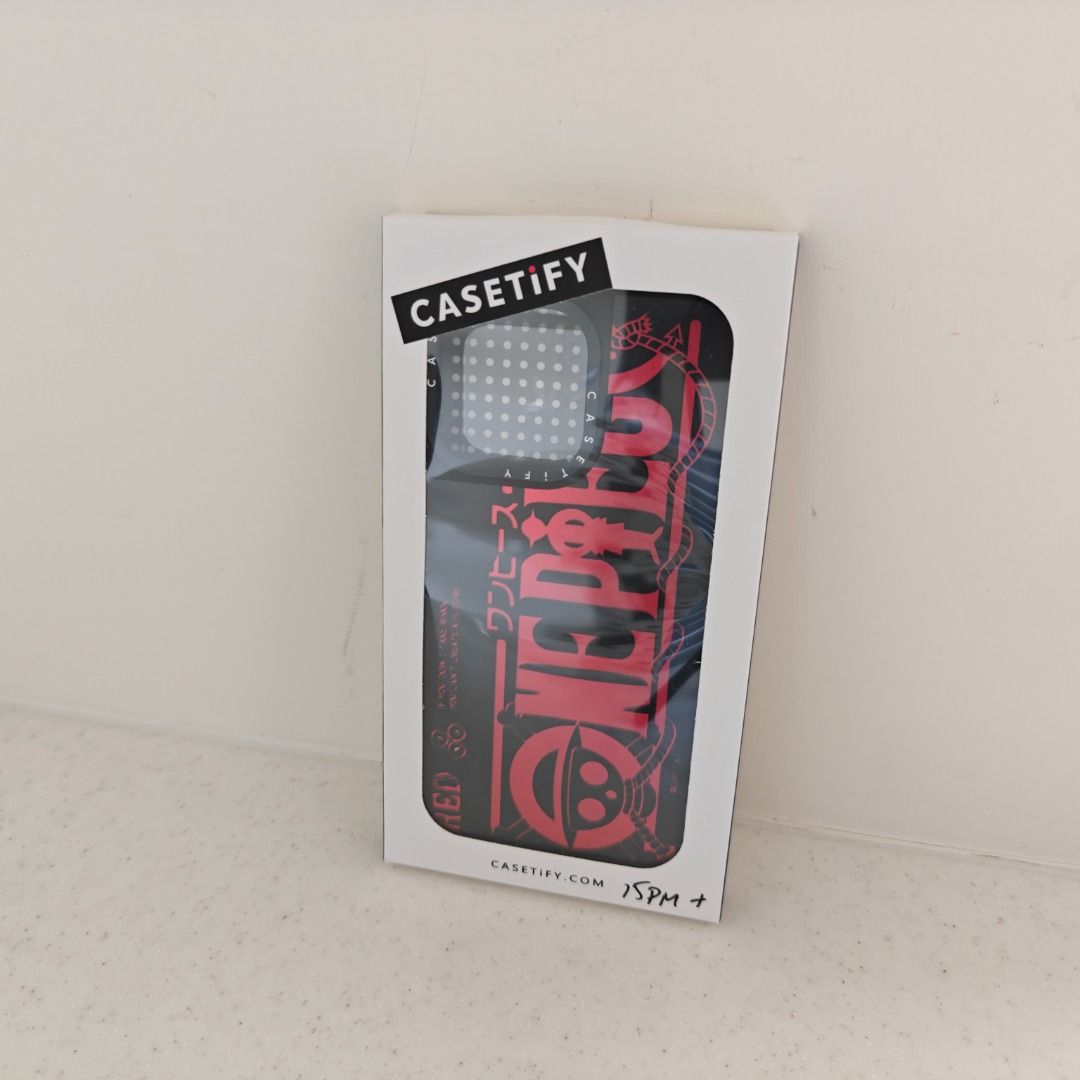 CASETiFY
CASETiFY
ONE PIECE
ワンピース
RED
CASETiFY.COM
15PM +